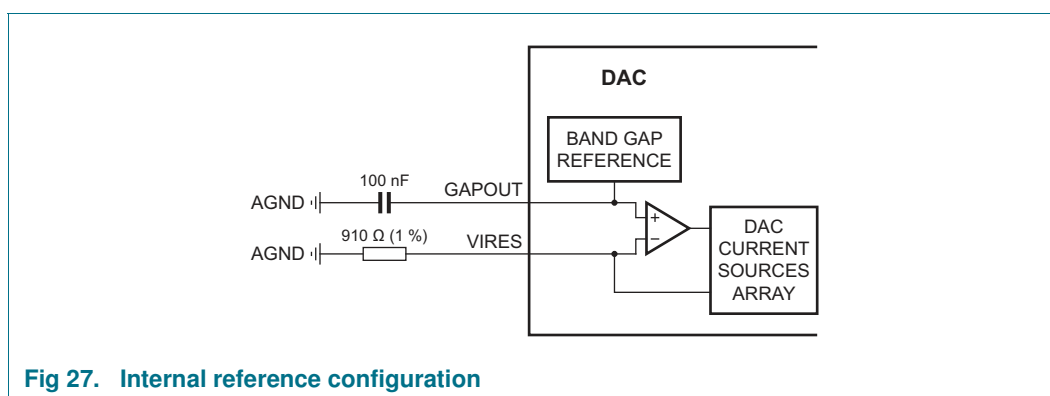 DAC
BAND GAP
REFERENCE
100 nF
GAPOUT
AGND
910 Ω (1 %)
VIRES
AGND
+
−
DAC
CURRENT
SOURCES
ARRAY
Fig 27. Internal reference configuration